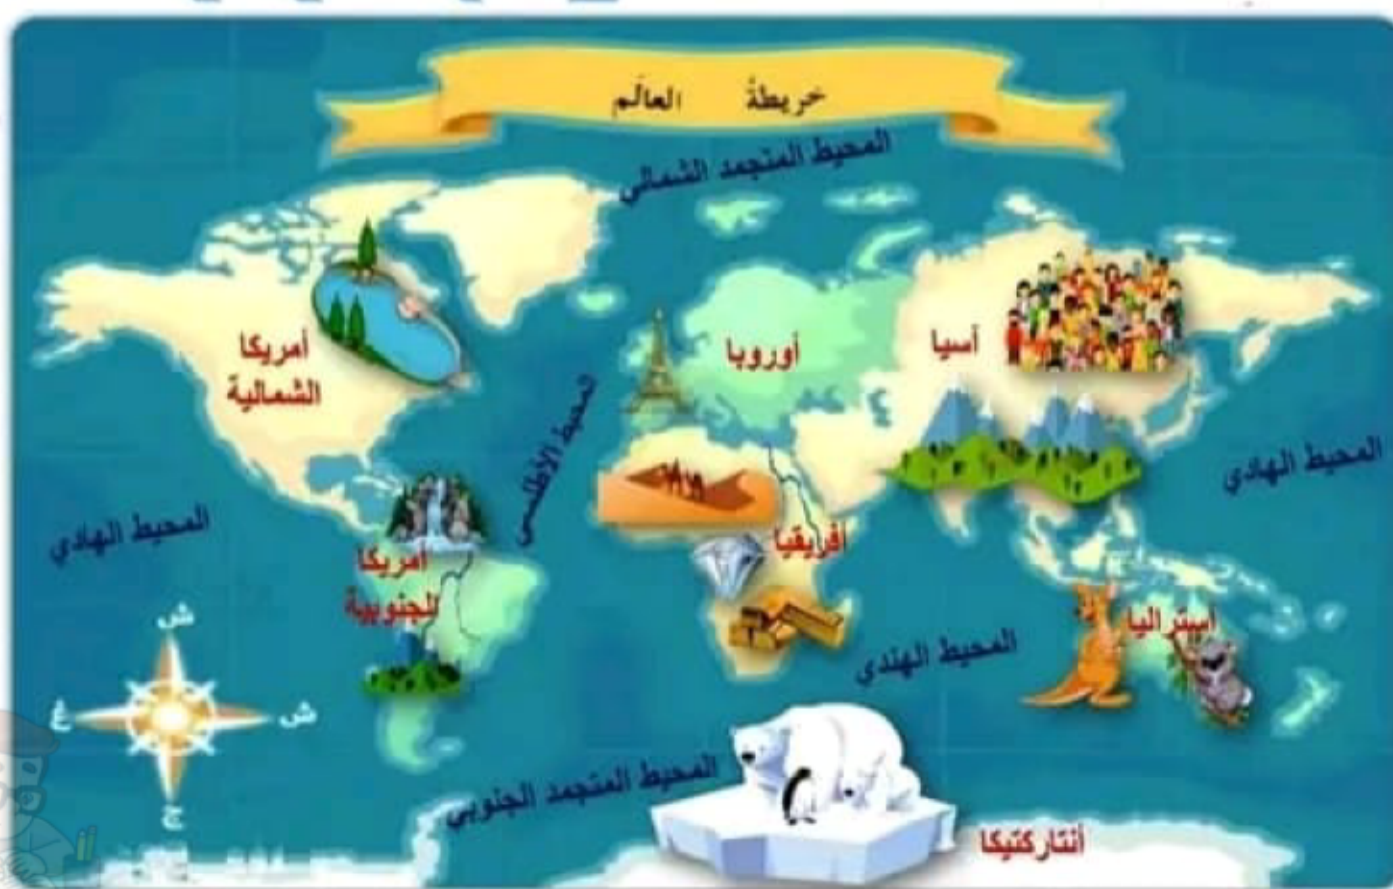 خريطةُ العالَم
المحيط المتجمد الشمالي
أمريكا
الشمالية
أوروبا
أسيا
المحيط الأطلسي
المحيط الهادي
المحيط الهادي
أفريقيا
أمريكا
الجنوبية
أستراليا
المحيط الهندي
ش
غ
ش
ج
المحيط المتجمد الجنوبي
أنتاركتيكا